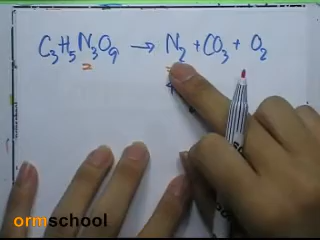 C₃H₅N₃O₉ → N₂ + CO₃ + O₂
ormschool